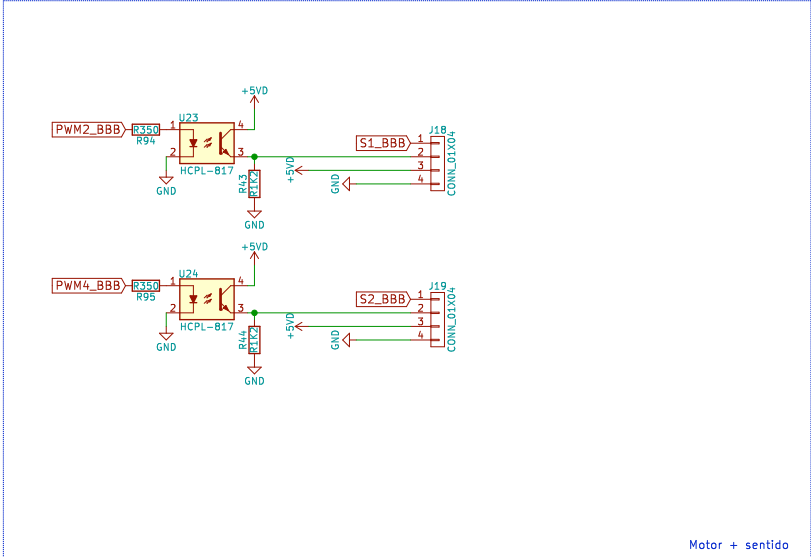 +5VD
U23
PWM2_BBB
R350
R94
1
4
2
3
HCPL-817
GND
R43
R1K2
GND
+5VD
GND
S1_BBB
J18
1
2
3
4
CONN_01X04
+5VD
U24
PWM4_BBB
R350
R95
1
4
2
3
HCPL-817
GND
R44
R1K2
GND
+5VD
GND
S2_BBB
J19
1
2
3
4
CONN_01X04
Motor + sentido